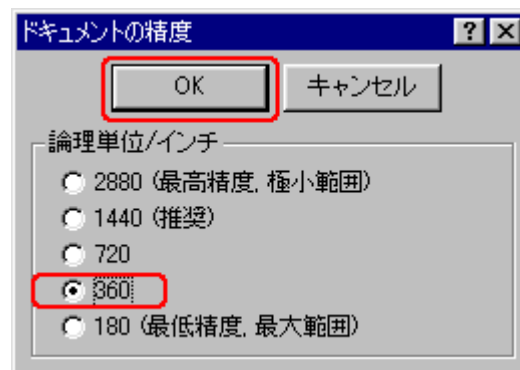 ドキュメントの精度
OK キャンセル
論理単位/インチ
2880 (最高精度, 極小範囲)
1440 (推奨)
720
360
180 (最低精度, 最大範囲)